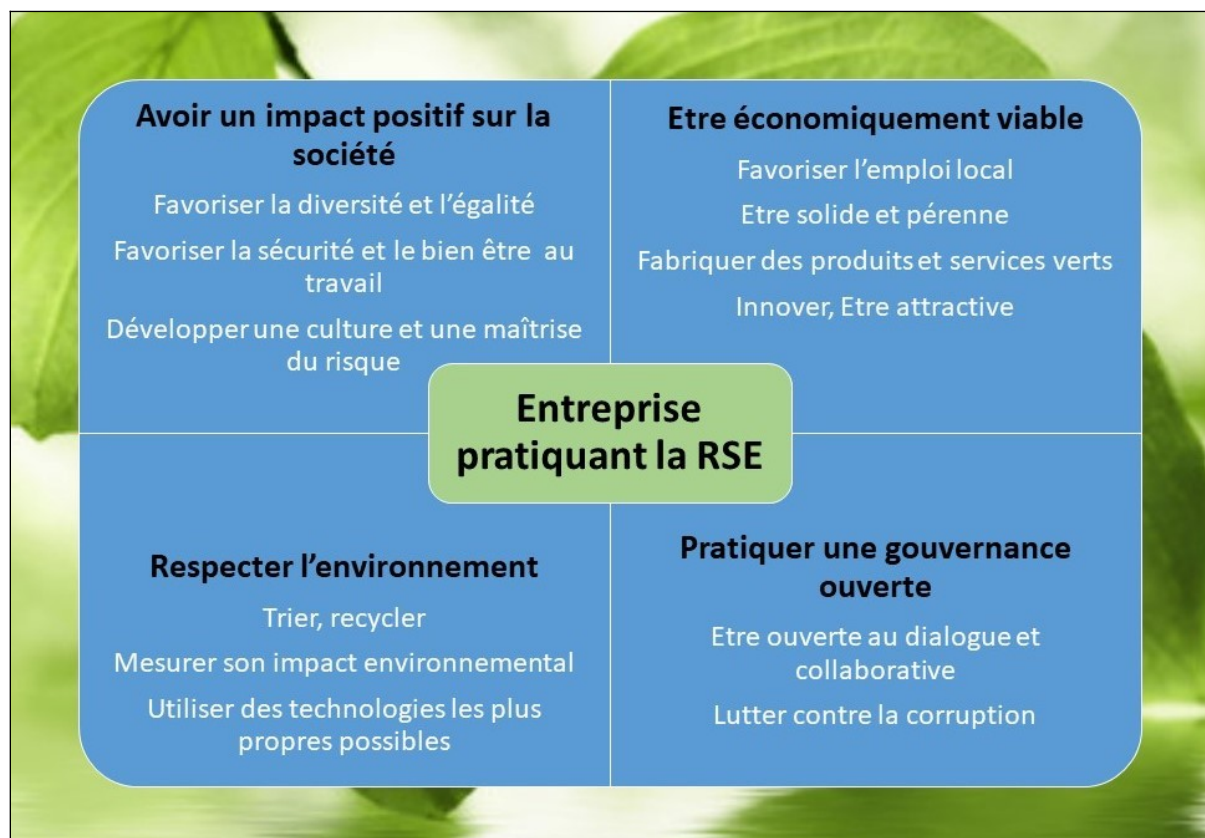 Avoir un impact positif sur la
société
Favoriser la diversité et l’égalité
Favoriser la sécurité et le bien être au
travail
Développer une culture et une maîtrise
du risque
Etre économiquement viable
Favoriser l’emploi local
Etre solide et pérenne
Fabriquer des produits et services verts
Innover, Etre attractive
Entreprise
pratiquant la RSE
Respecter l’environnement
Trier, recycler
Mesurer son impact environnemental
Utiliser des technologies les plus
propres possibles
Pratiquer une gouvernance
ouverte
Etre ouverte au dialogue et
collaborative
Lutter contre la corruption